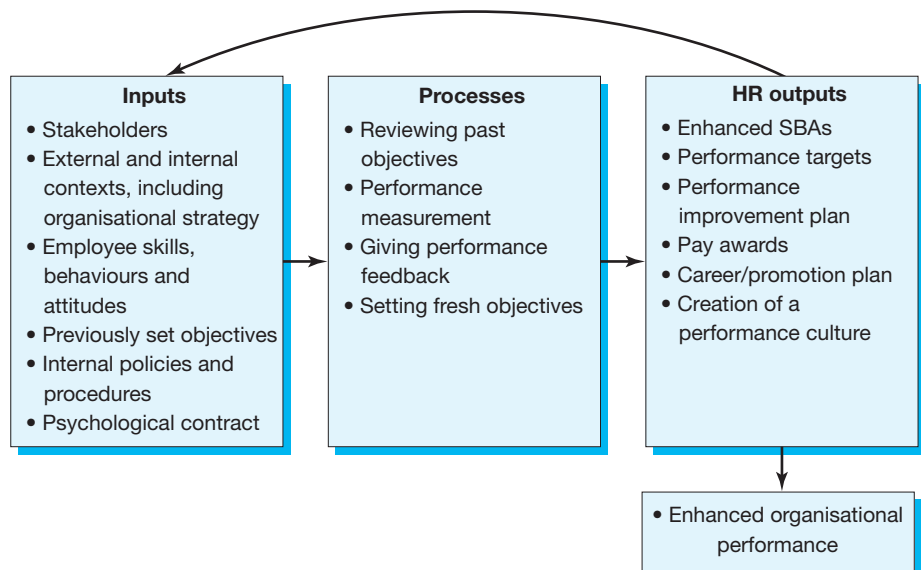 Inputs
• Stakeholders
• External and internal
contexts, including
organisational strategy
• Employee skills,
behaviours and
attitudes
• Previously set objectives
• Internal policies and
procedures
• Psychological contract
Processes
• Reviewing past
objectives
• Performance
measurement
• Giving performance
feedback
• Setting fresh objectives
HR outputs
• Enhanced SBAs
• Performance targets
• Performance
improvement plan
• Pay awards
• Career/promotion plan
• Creation of a
performance culture
• Enhanced organisational
performance